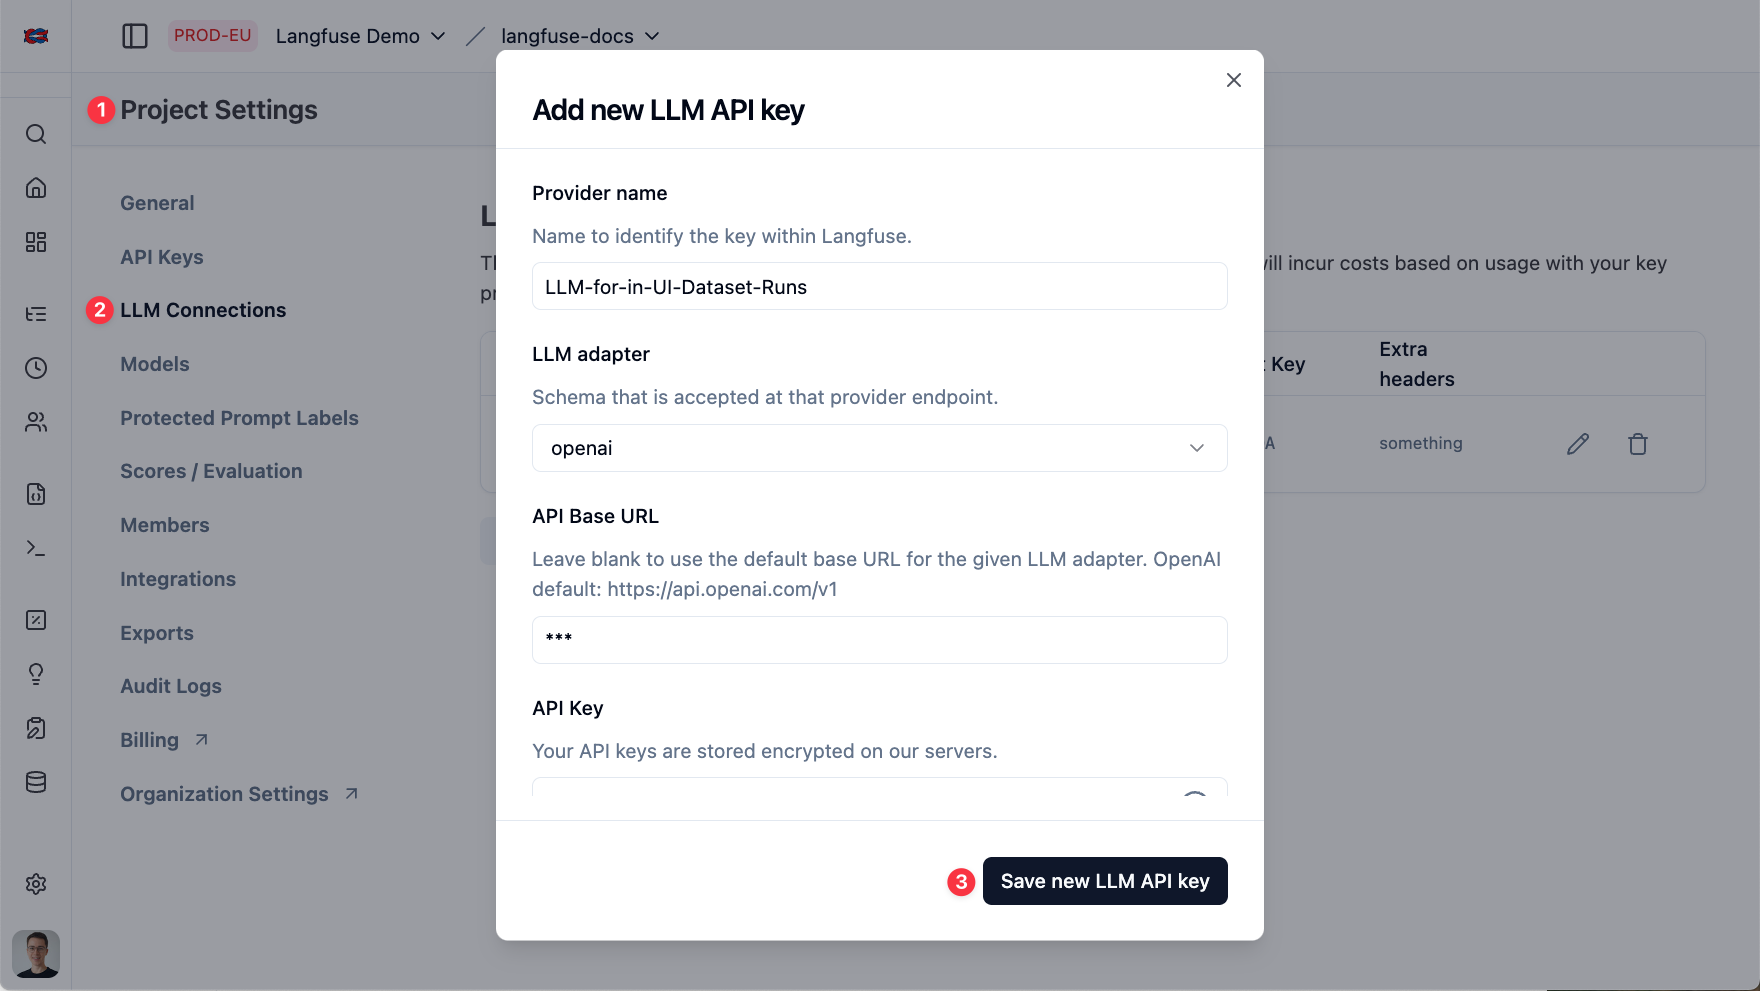 PROD-EU Langfuse Demo langfuse-docs
1 Project Settings
General
API Keys
2 LLM Connections
Models
Protected Prompt Labels
Scores / Evaluation
Members
Integrations
Exports
Audit Logs
Billing
Organization Settings
will incur costs based on usage with your key
Key
Extra
headers
A
something
Add new LLM API key
Provider name
Name to identify the key within Langfuse.
LLM-for-in-UI-Dataset-Runs
LLM adapter
Schema that is accepted at that provider endpoint.
openai
API Base URL
Leave blank to use the default base URL for the given LLM adapter. OpenAI
default: https://api.openai.com/v1
***
API Key
Your API keys are stored encrypted on our servers.
3 Save new LLM API key